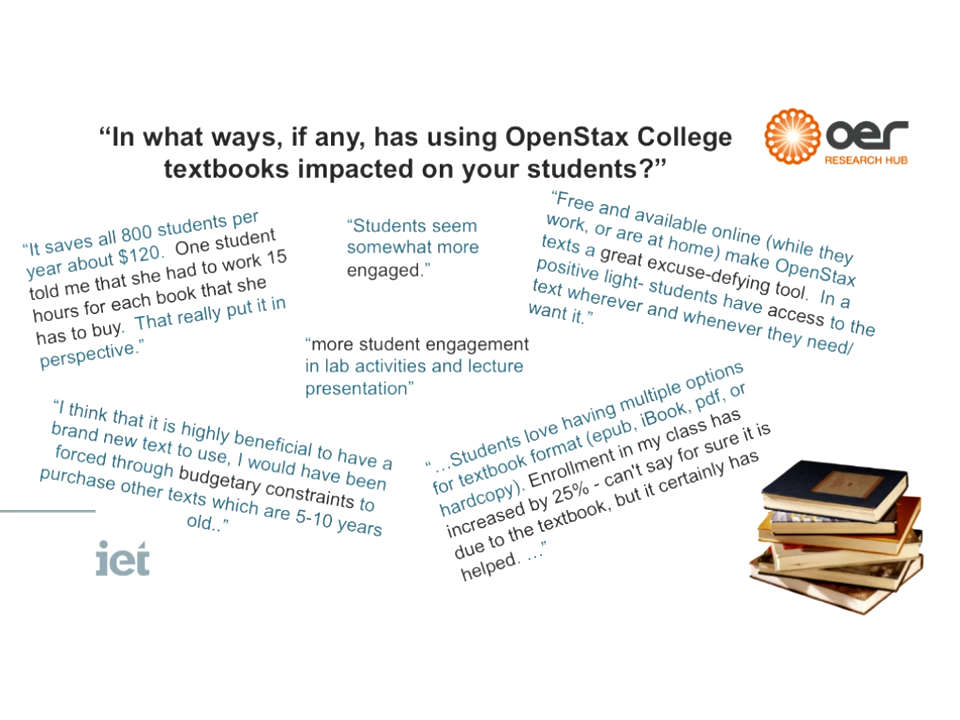 “In what ways, if any, has using OpenStax College
textbooks impacted on your students?”
oer
RESEARCH HUB
“It saves all 800 students per
year about $120. One student
told me that she had to work 15
hours for each book that she
has to buy. That really put it in
perspective.”
“Students seem
somewhat more
engaged.”
“Free and available online (while they
work, or are at home) make OpenStax
texts a great excuse-defying tool. In a
positive light- students have access to the
text wherever and whenever they need/
want it.”
“more student engagement
in lab activities and lecture
presentation”
“I think that it is highly beneficial to have a
brand new text to use, I would have been
forced through budgetary constraints to
purchase other texts which are 5-10 years
old..”
“…Students love having multiple options
for textbook format (epub, iBook, pdf, or
hardcopy). Enrollment in my class has
increased by 25% - can't say for sure it is
due to the textbook, but it certainly has
helped. …”
iet